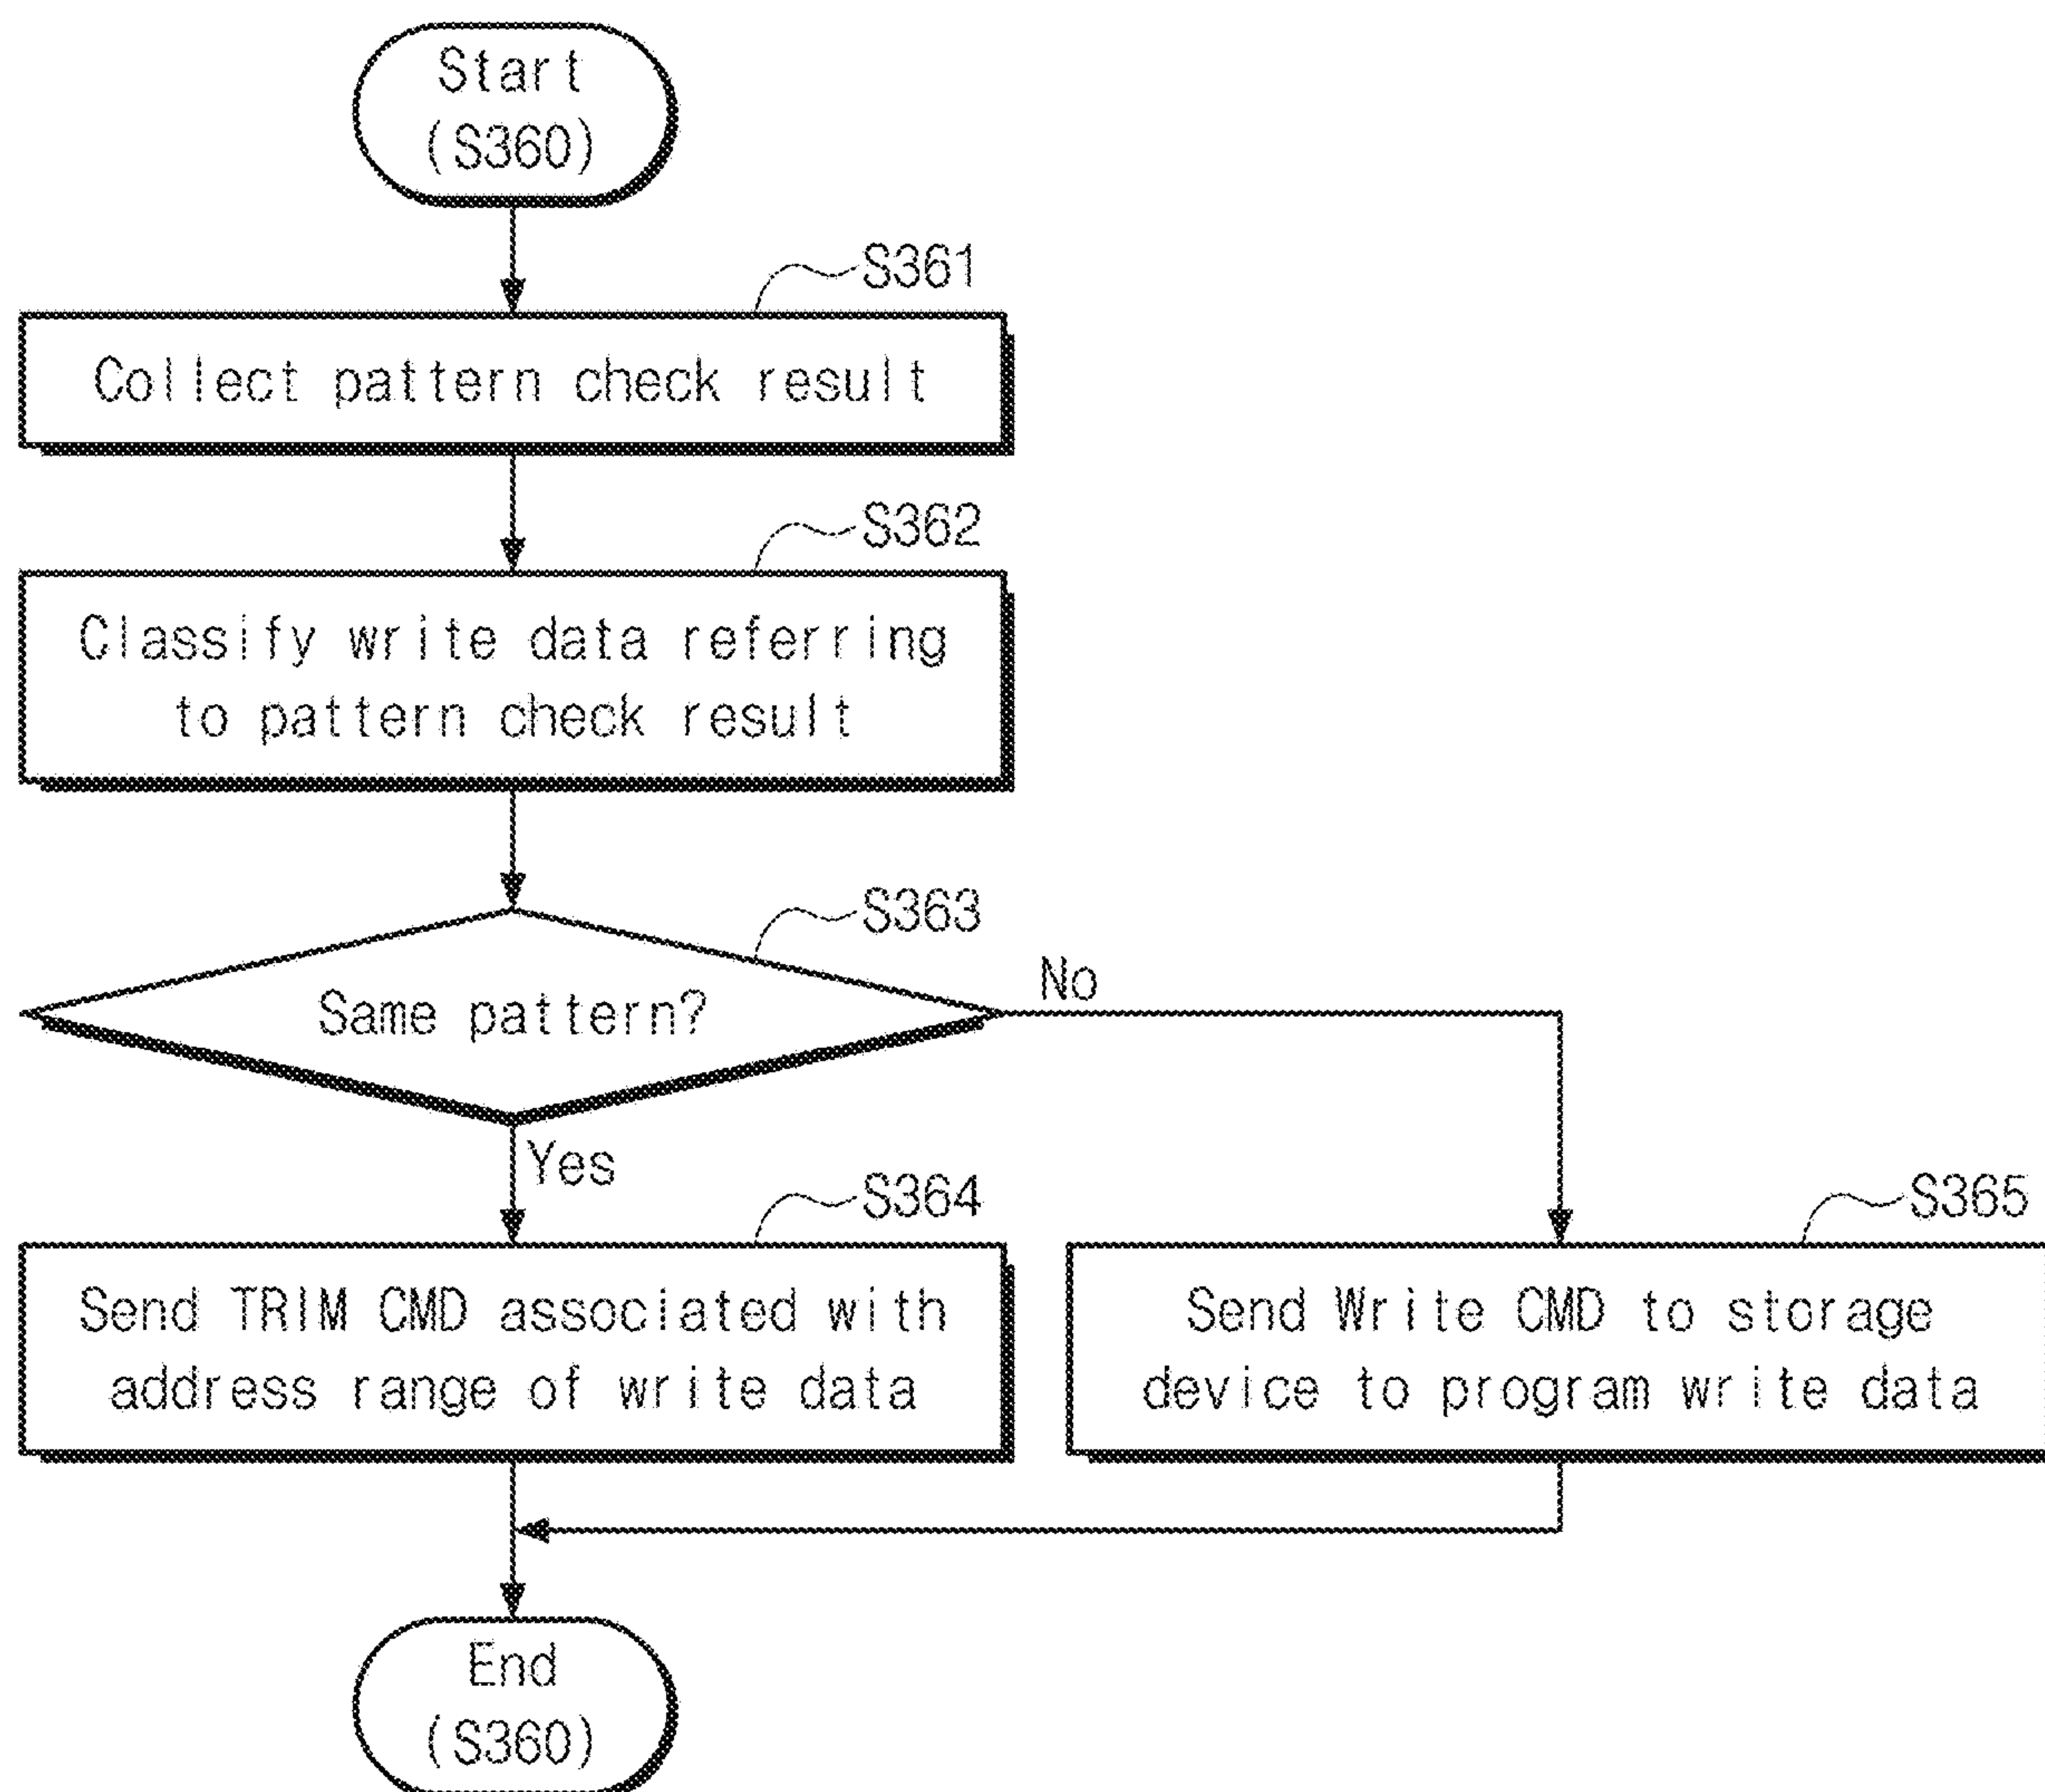 Start
(S360)
S361
Collect pattern check result
S362
Classify write data referring
to pattern check result
S363
Same pattern?
No
Yes
S364
Send TRIM CMD associated with
address range of write data
S365
Send Write CMD to storage
device to program write data
End
(S360)